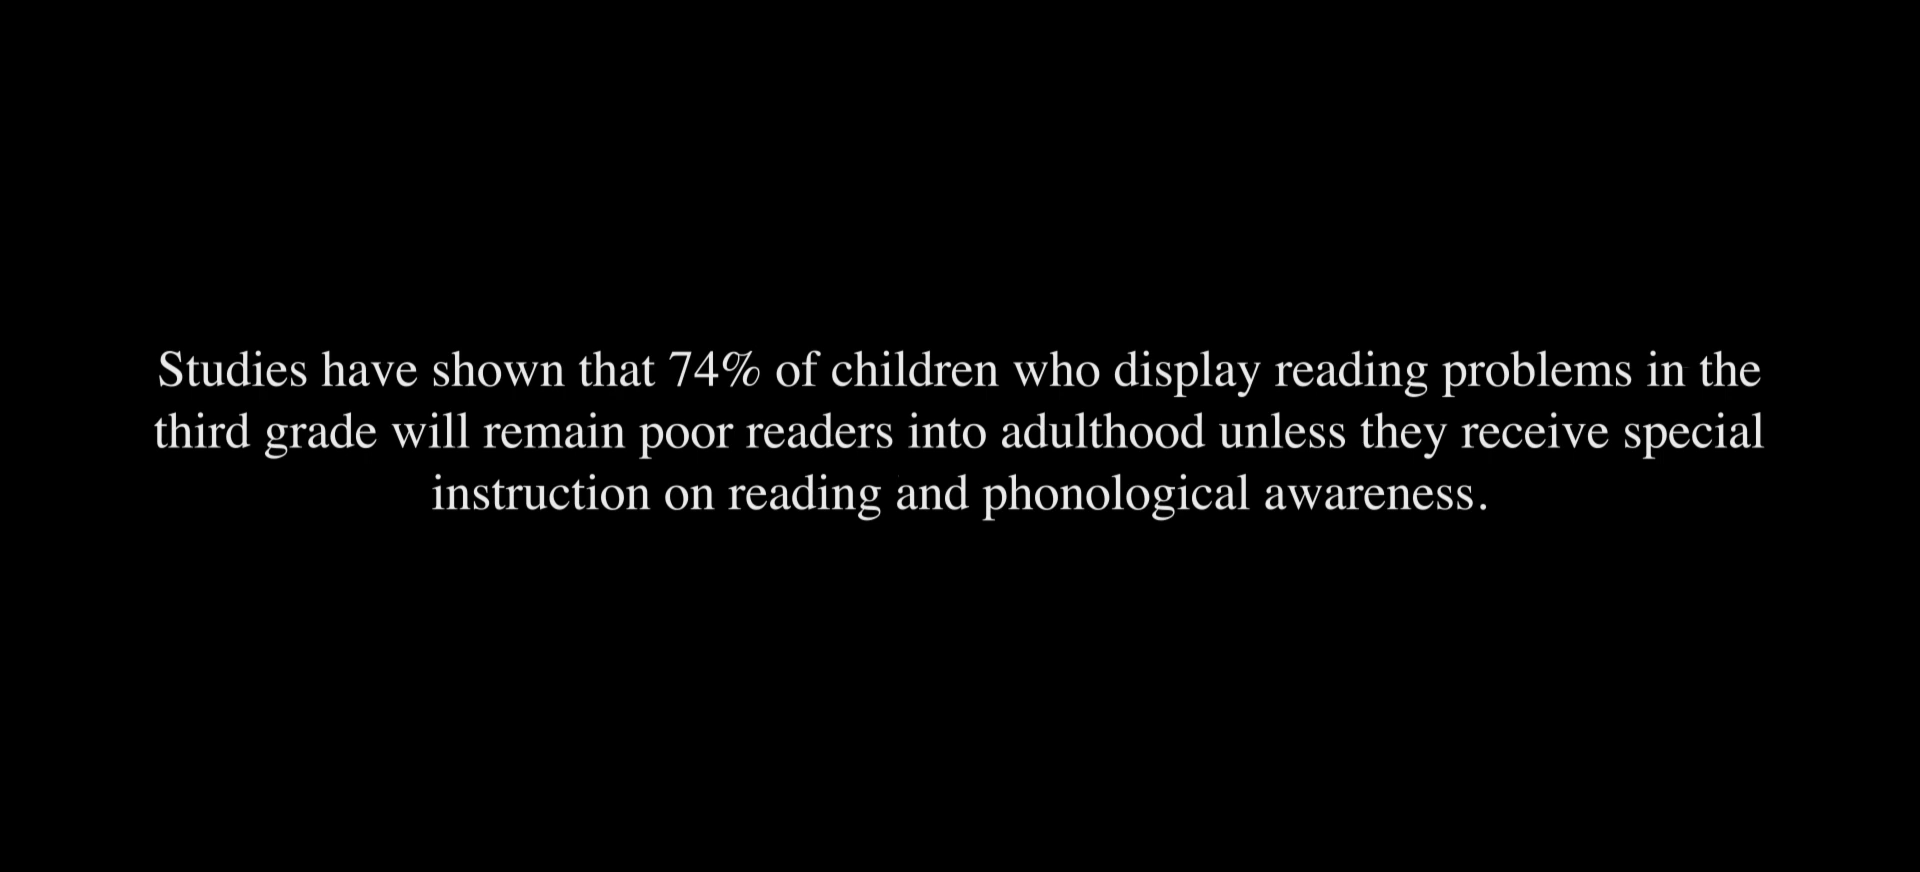 Studies have shown that 74% of children who display reading problems in the
third grade will remain poor readers into adulthood unless they receive special
instruction on reading and phonological awareness.